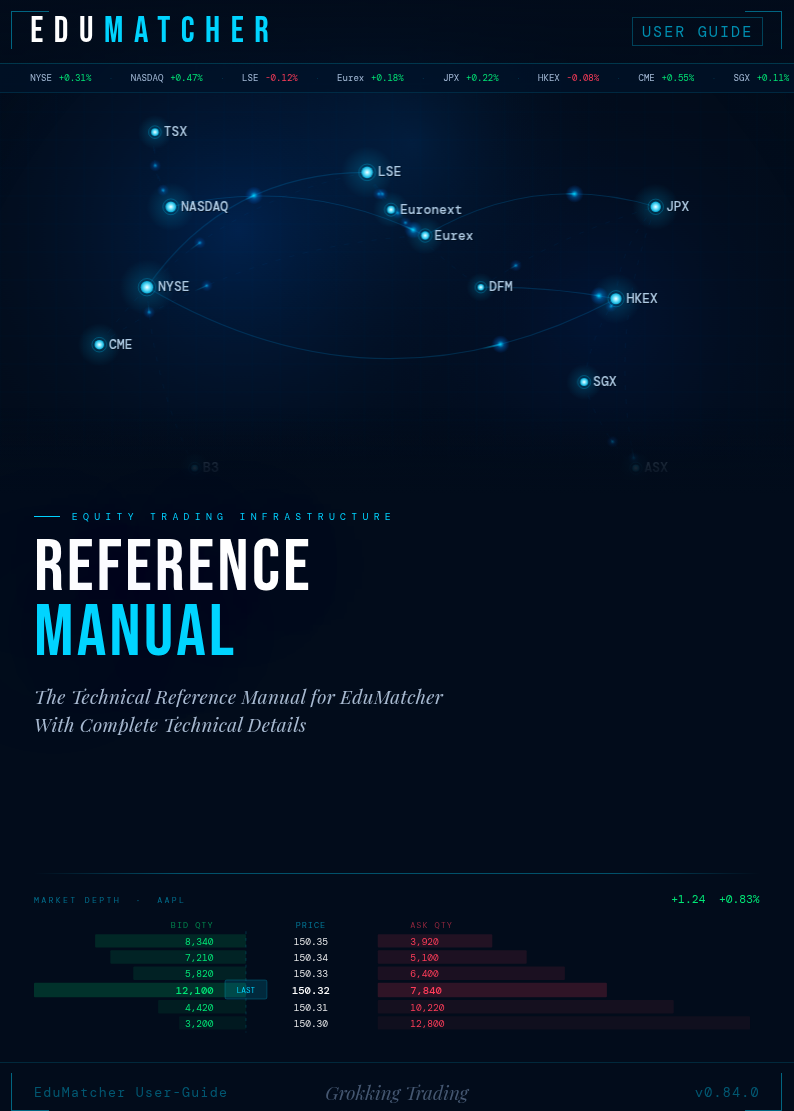 EDUMATCHER
USER GUIDE
NYSE +0.31% NASDAQ +0.47% LSE -0.12% Eurex +0.18% JPX +0.22% HKEX -0.08% CME +0.55% SGX +0.11%
TSX
LSE
NASDAQ
Euronext
JPX
Eurex
NYSE
DFM
HKEX
CME
SGX
B3
ASX
EQUITY TRADING INFRASTRUCTURE
REFERENCE
MANUAL
The Technical Reference Manual for EduMatcher
With Complete Technical Details
MARKET DEPTH · AAPL
+1.24 +0.83%
BID QTY PRICE ASK QTY
8,340 150.35 3,920
7,210 150.34 5,100
5,820 150.33 6,400
12,100 LAST 150.32 7,840
4,420 150.31 10,220
3,200 150.30 12,800
EduMatcher User-Guide
Grokking Trading
v0.84.0